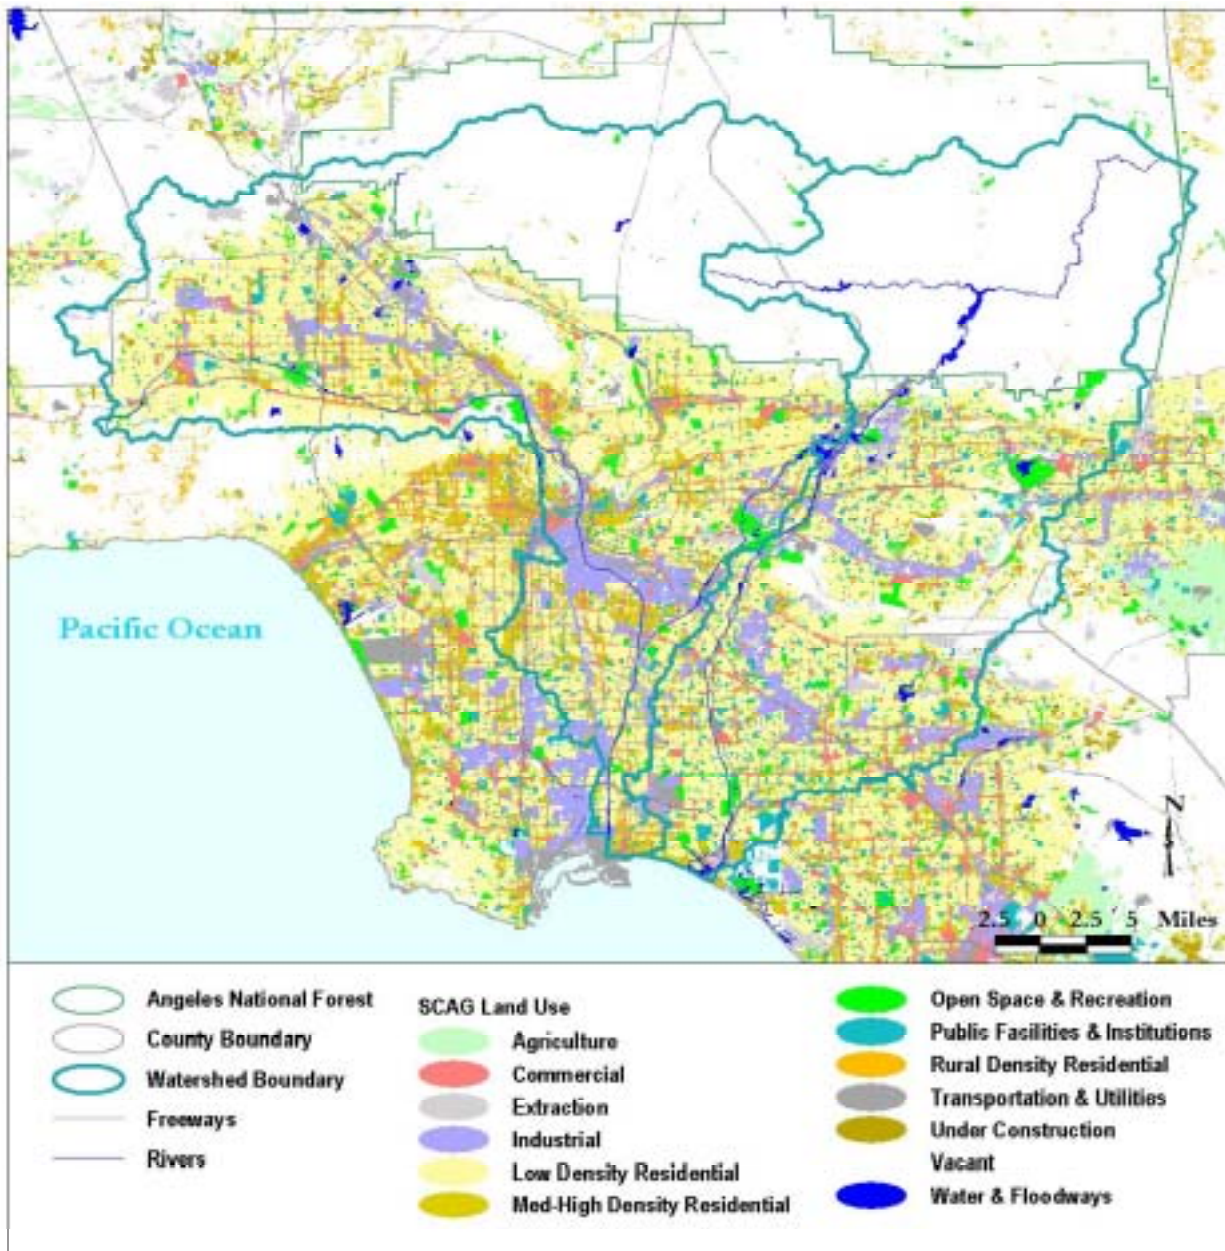 Pacific Ocean
N
2.5 0 2.5 5 Miles
Angeles National Forest
County Boundary
Watershed Boundary
Freeways
Rivers
SCAG Land Use
Agriculture
Commercial
Extraction
Industrial
Low Density Residential
Med-High Density Residential
Open Space & Recreation
Public Facilities & Institutions
Rural Density Residential
Transportation & Utilities
Under Construction
Vacant
Water & Floodways